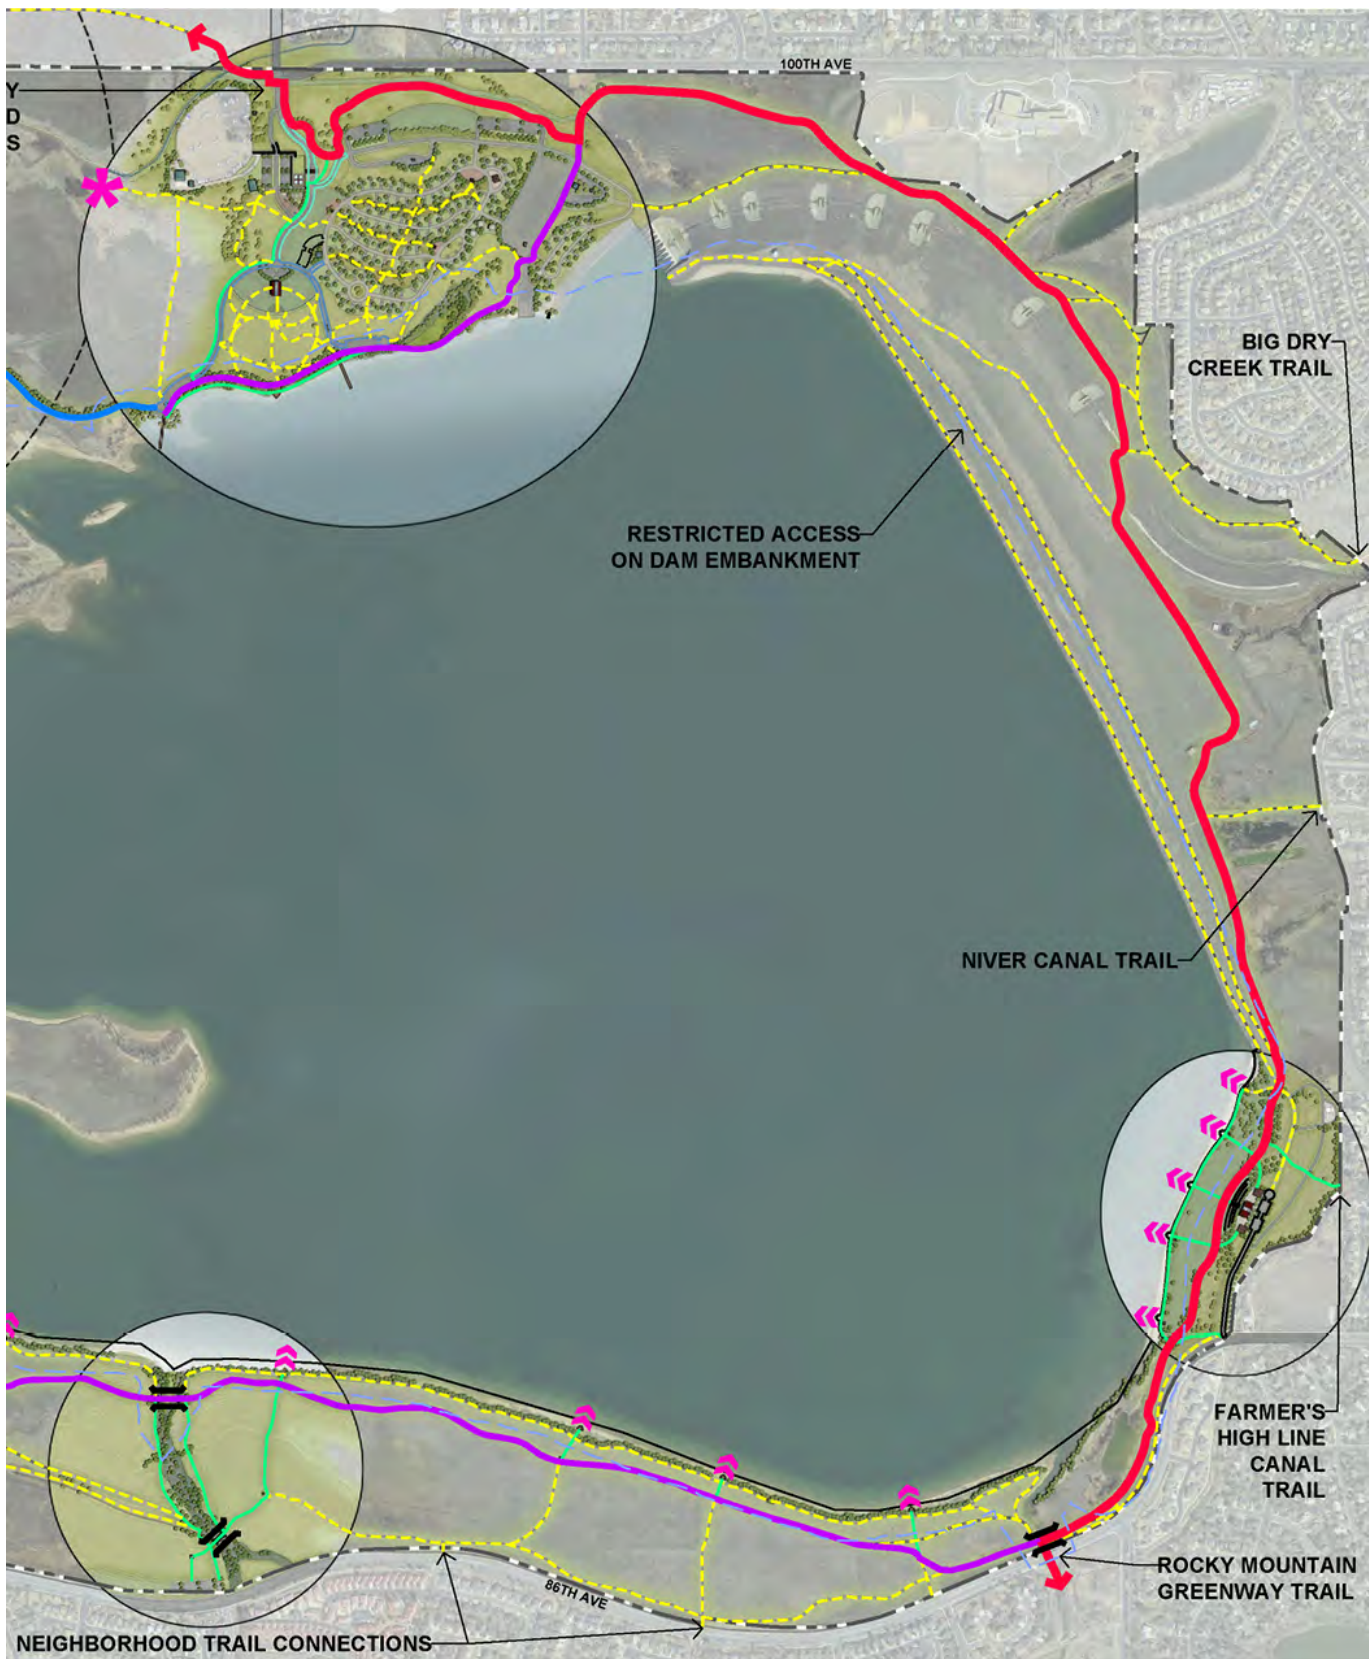 100TH AVE
Y
D
S
BIG DRY
CREEK TRAIL
RESTRICTED ACCESS
ON DAM EMBANKMENT
NIVER CANAL TRAIL
FARMER'S
HIGH LINE
CANAL
TRAIL
ROCKY MOUNTAIN
GREENWAY TRAIL
86TH AVE
NEIGHBORHOOD TRAIL CONNECTIONS